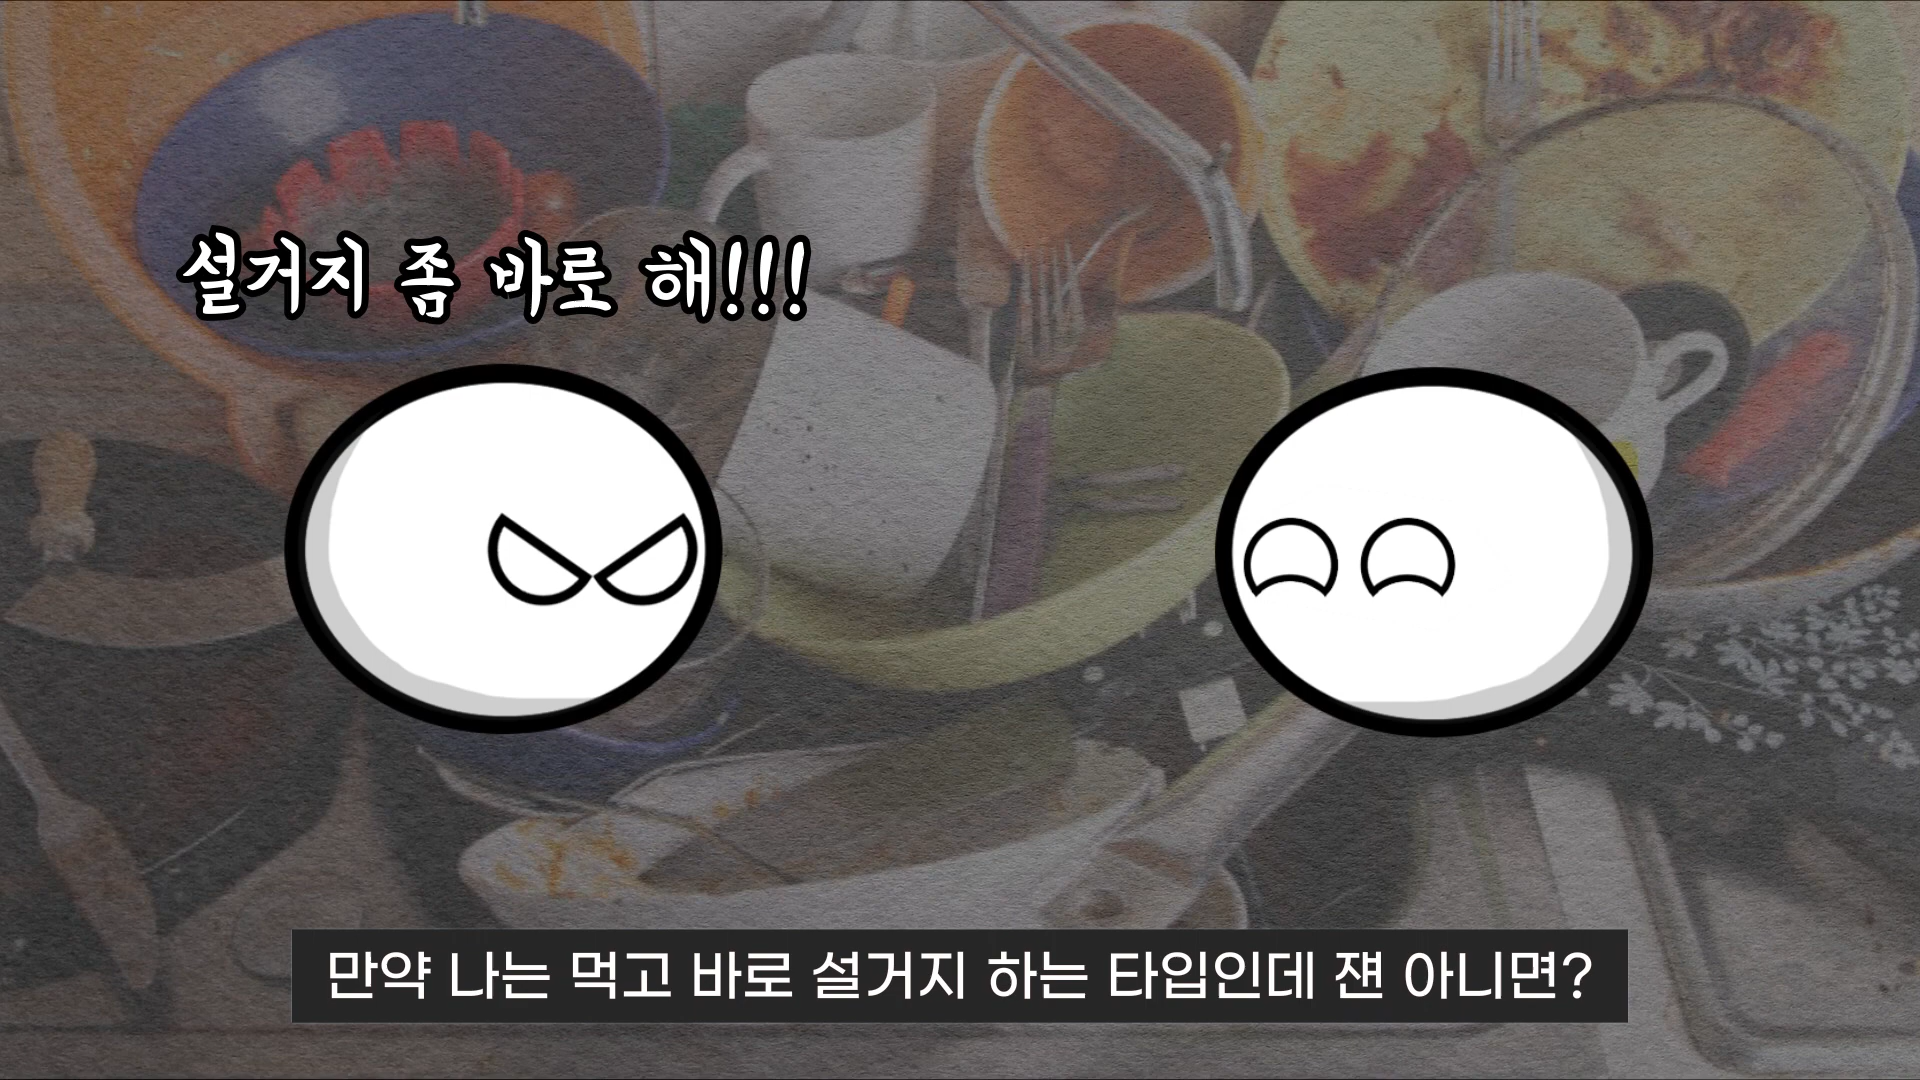 설거지 좀 바로 해!!!
만약 나는 먹고 바로 설거지 하는 타입인데 쟨 아니면?